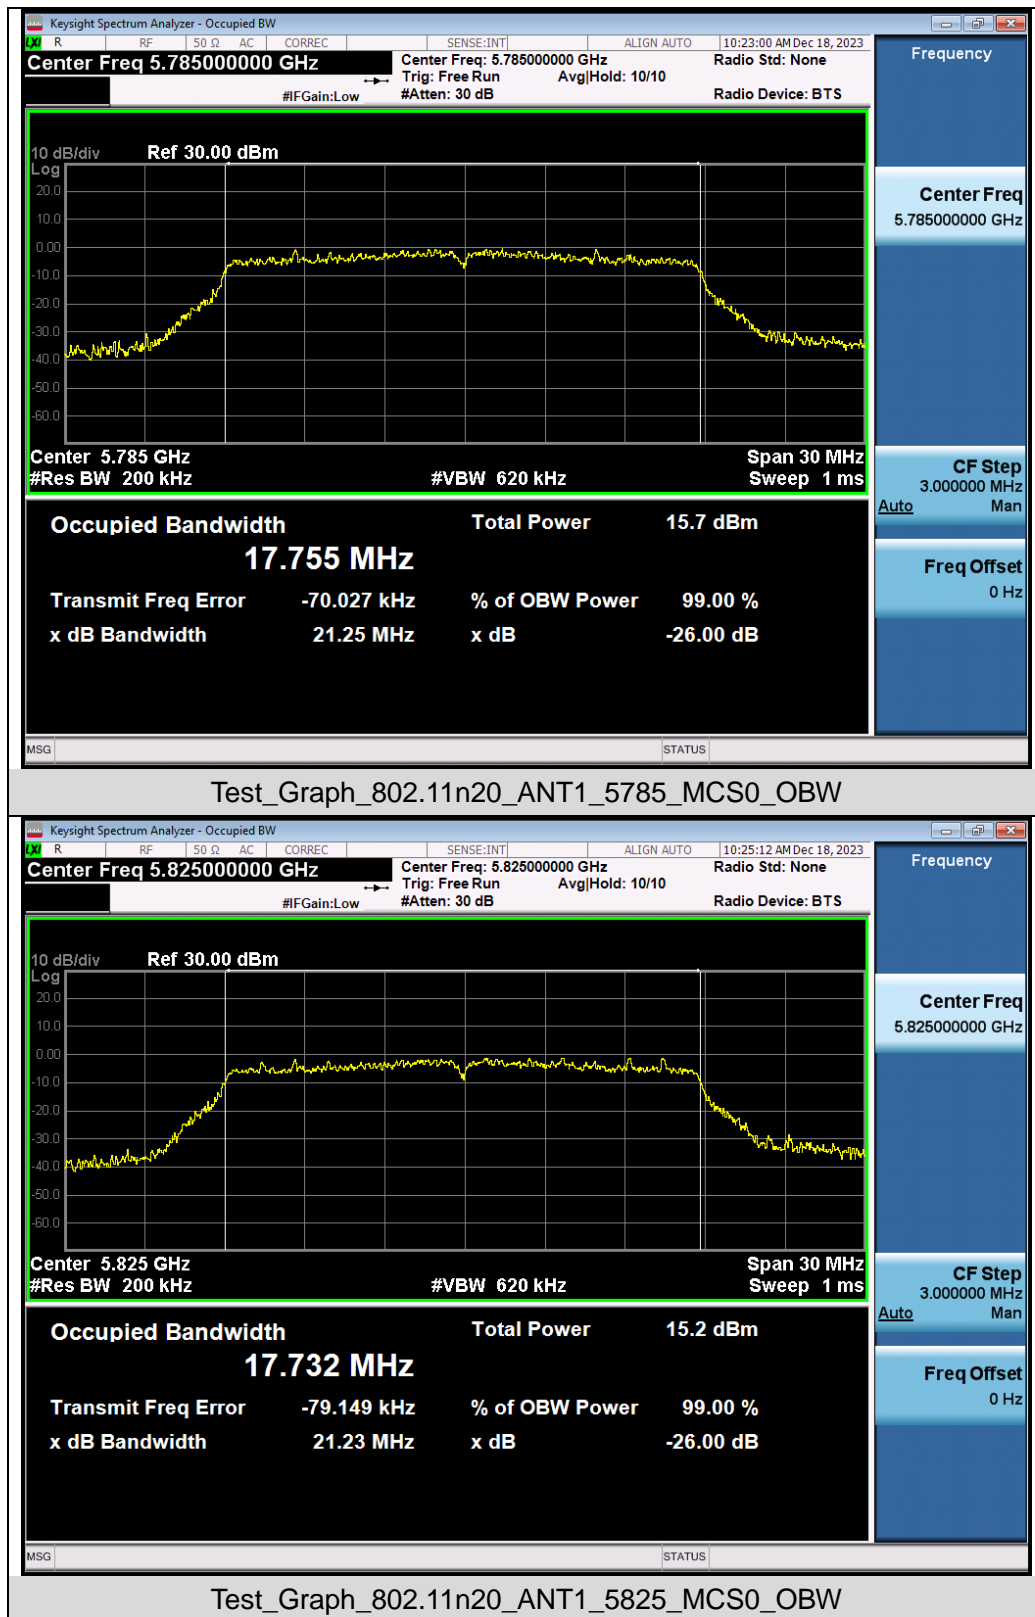 Keysight Spectrum Analyzer - Occupied BW
LXI R RF 50 Ω AC CORREC SENSE:INT ALIGN AUTO 10:23:00 AM Dec 18, 2023
Center Freq 5.785000000 GHz Center Freq: 5.785000000 GHz Radio Std: None
Trig: Free Run Avg|Hold: 10/10
#IFGain:Low #Atten: 30 dB Radio Device: BTS
10 dB/div Ref 30.00 dBm
Log
20.0
10.0
0.00
-10.0
-20.0
-30.0
-40.0
-50.0
-60.0
Center 5.785 GHz Span 30 MHz
#Res BW 200 kHz #VBW 620 kHz Sweep 1 ms
Occupied Bandwidth Total Power 15.7 dBm
17.755 MHz
Transmit Freq Error -70.027 kHz % of OBW Power 99.00 %
x dB Bandwidth 21.25 MHz x dB -26.00 dB
MSG STATUS
Frequency
Center Freq
5.785000000 GHz
CF Step
3.000000 MHz
Auto Man
Freq Offset
0 Hz
Test_Graph_802.11n20_ANT1_5785_MCS0_OBW
Keysight Spectrum Analyzer - Occupied BW
LXI R RF 50 Ω AC CORREC SENSE:INT ALIGN AUTO 10:25:12 AM Dec 18, 2023
Center Freq 5.825000000 GHz Center Freq: 5.825000000 GHz Radio Std: None
Trig: Free Run Avg|Hold: 10/10
#IFGain:Low #Atten: 30 dB Radio Device: BTS
10 dB/div Ref 30.00 dBm
Log
20.0
10.0
0.00
-10.0
-20.0
-30.0
-40.0
-50.0
-60.0
Center 5.825 GHz Span 30 MHz
#Res BW 200 kHz #VBW 620 kHz Sweep 1 ms
Occupied Bandwidth Total Power 15.2 dBm
17.732 MHz
Transmit Freq Error -79.149 kHz % of OBW Power 99.00 %
x dB Bandwidth 21.23 MHz x dB -26.00 dB
MSG STATUS
Frequency
Center Freq
5.825000000 GHz
CF Step
3.000000 MHz
Auto Man
Freq Offset
0 Hz
Test_Graph_802.11n20_ANT1_5825_MCS0_OBW